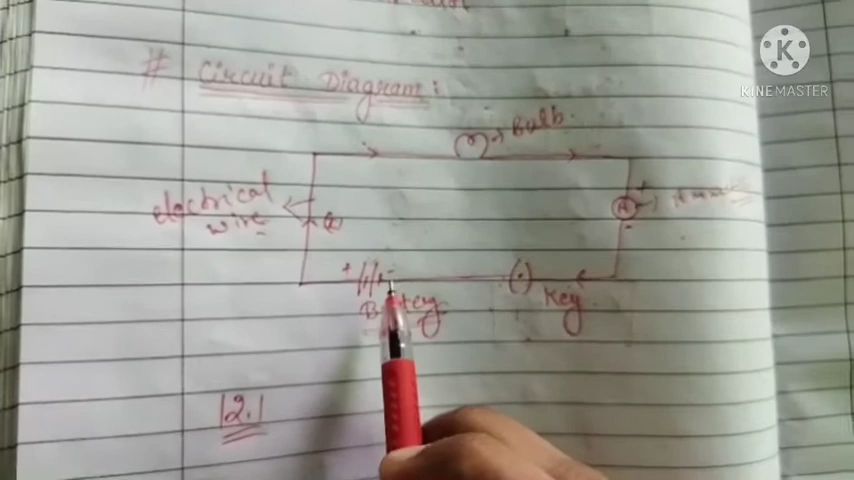 # Circuit Diagram:
KINEMASTER
Bulb.
electrical
wire
+
A
-
+
-
Key
12.1